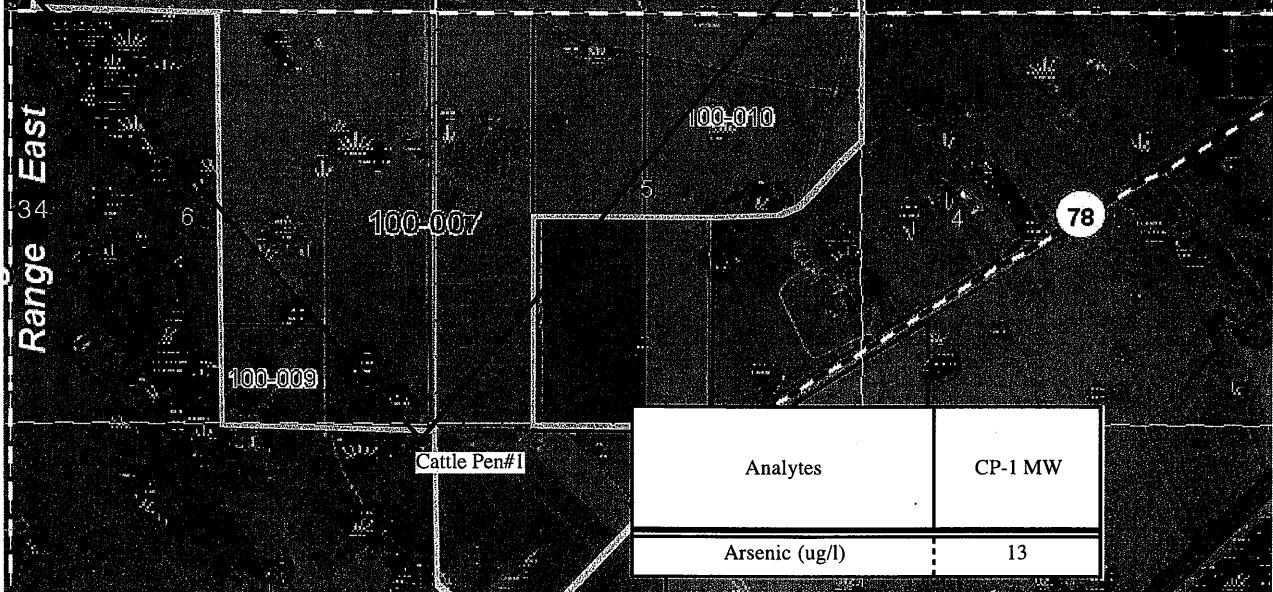 100-010
Range 34 East
6
5
4
78
100-007
100-009
Cattle Pen#1
Analytes CP-1 MW
Arsenic (ug/l) 13